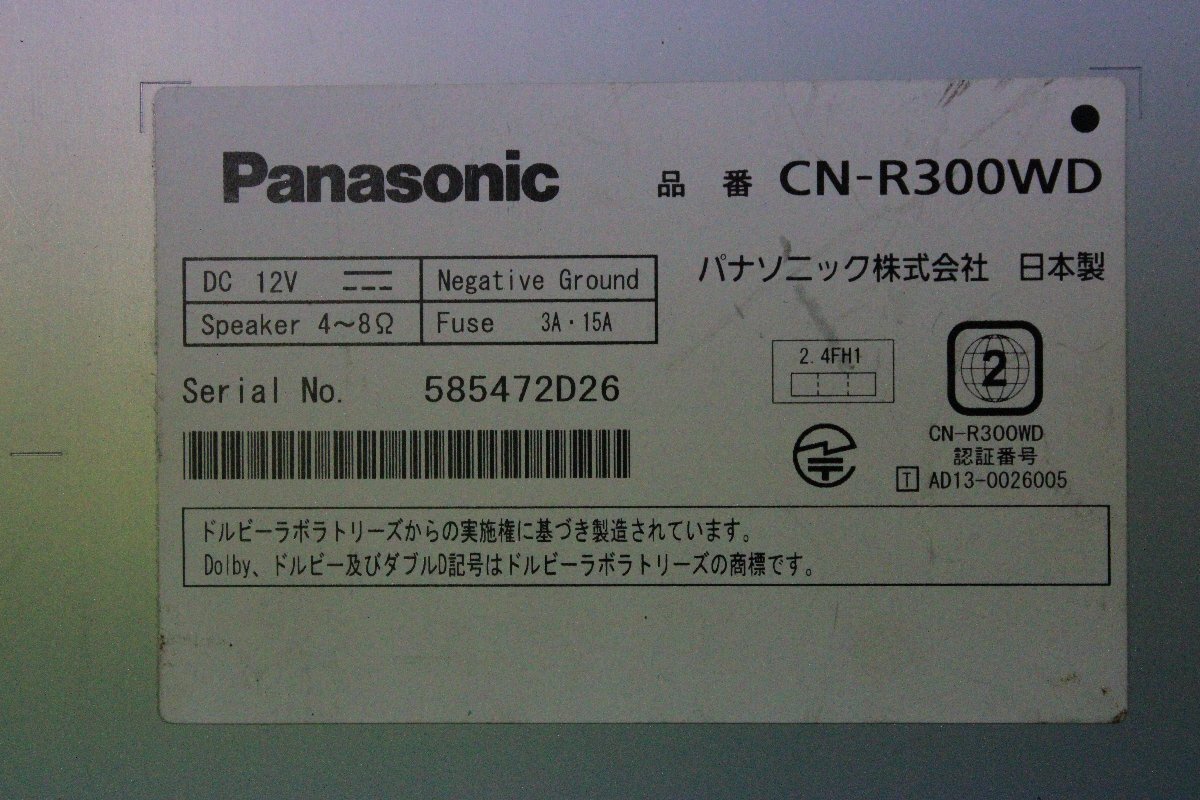 Panasonic 品 番 CN-R300WD
DC 12V Negative Ground
パナソニック株式会社 日本製
Speaker 4～8Ω Fuse 3A・15A
2.4FH1
2
Serial No. 585472D26
CN-R300WD
認証番号
T AD13-0026005
ドルビーラボラトリーズからの実施権に基づき製造されています。
Dolby、ドルビー及びダブルD記号はドルビーラボラトリーズの商標です。